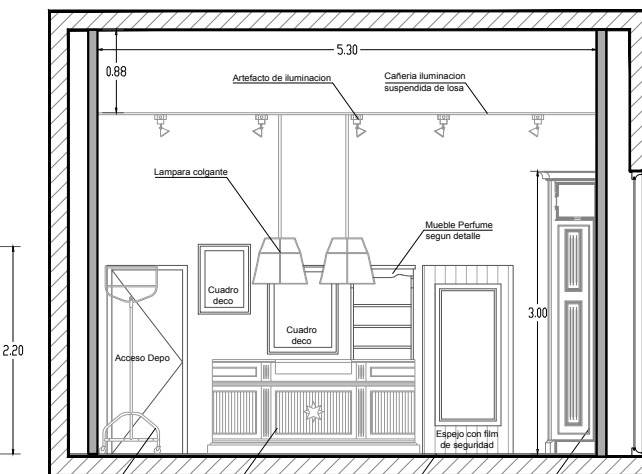 5.30
0.88
Artefacto de iluminacion
Cañeria iluminacion
suspendida de losa
Lampara colgante
Mueble Perfume
segun detalle
Cuadro
deco
Cuadro
deco
3.00
2.20
Acceso Depo
Espejo con film
de seguridad